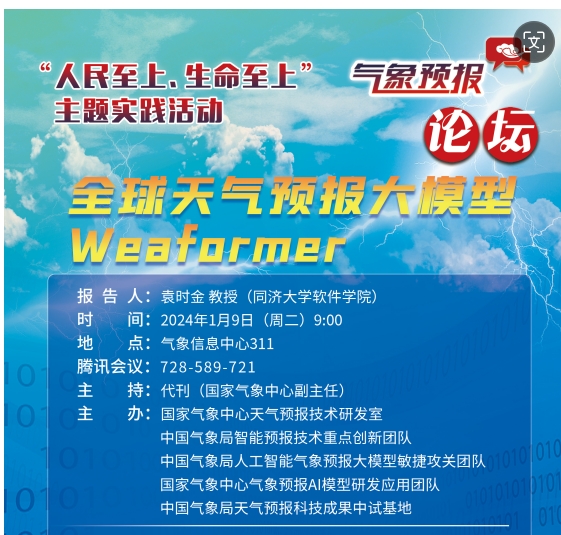 “人民至上、生命至上”
主题实践活动
气象预报
论坛
全球天气预报大模型
Weaformer
报告人：袁时金 教授（同济大学软件学院）
时间：2024年1月9日（周二）9:00
地点：气象信息中心311
腾讯会议：728-589-721
主持：代刊（国家气象中心副主任）
主办：国家气象中心天气预报技术研发室
中国气象局智能预报技术重点创新团队
中国气象局人工智能气象预报大模型敏捷攻关团队
国家气象中心气象预报AI模型研发应用团队
中国气象局天气预报科技成果中试基地